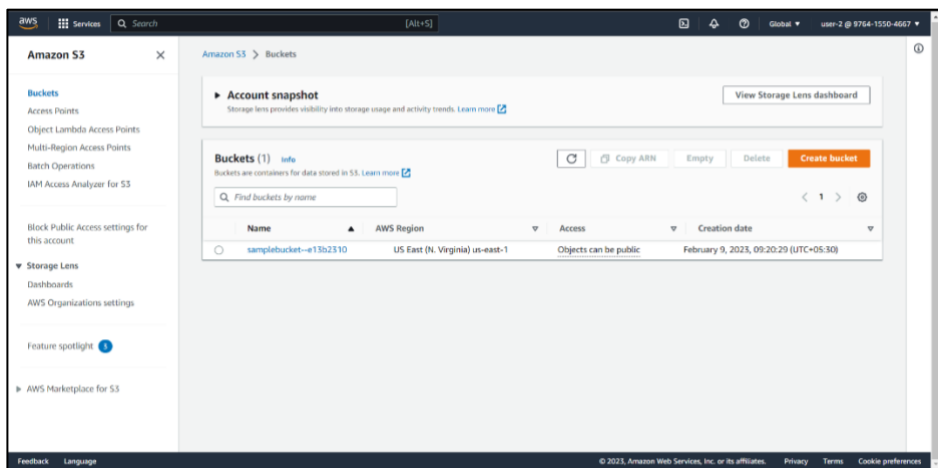 aws
Services
Search
[Alt+S]
Global
user-2 @ 9764-1550-4667
Amazon S3
Buckets
Access Points
Object Lambda Access Points
Multi-Region Access Points
Batch Operations
IAM Access Analyzer for S3
Block Public Access settings for
this account
Storage Lens
Dashboards
AWS Organizations settings
Feature spotlight
AWS Marketplace for S3
Amazon S3 > Buckets
Account snapshot
View Storage Lens dashboard
Storage lens provides visibility into storage usage and activity trends. Learn more
Buckets (1) Info
Copy ARN
Empty
Delete
Create bucket
Buckets are containers for data stored in S3. Learn more
Find buckets by name
< 1 >
Name AWS Region Access Creation date
samplebucket--e13b2310 US East (N. Virginia) us-east-1 Objects can be public February 9, 2023, 09:20:29 (UTC+05:30)
Feedback Language © 2023, Amazon Web Services, Inc. or its affiliates. Privacy Terms Cookie preferences